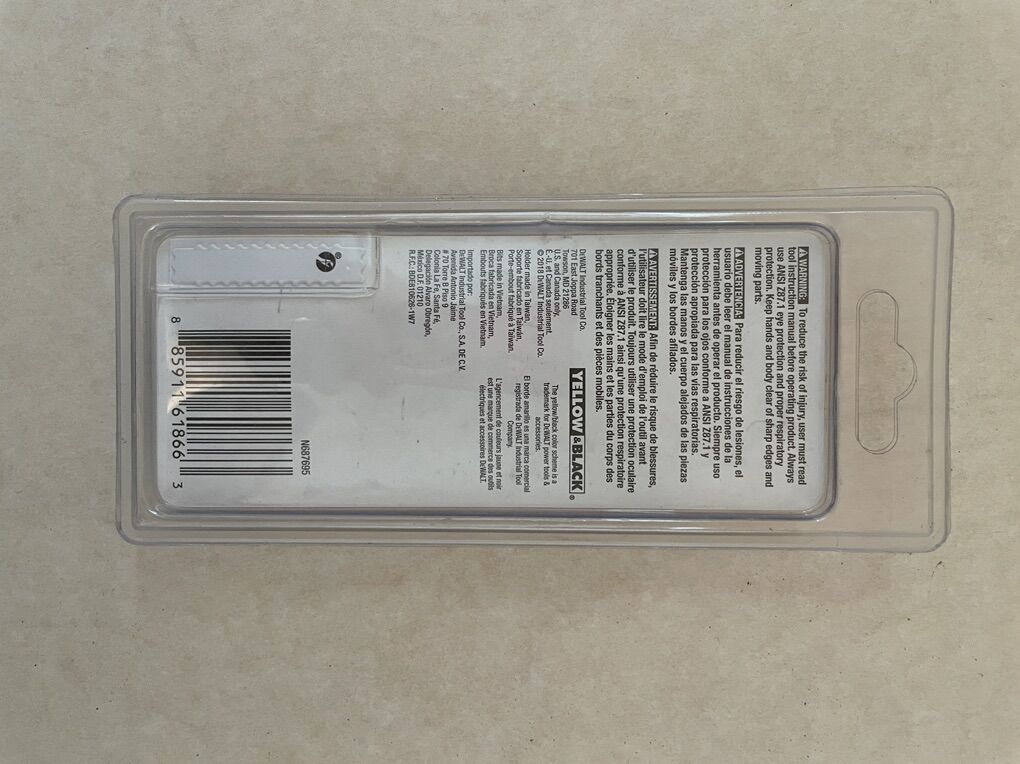 WARNING: To reduce the risk of injury, user must read
tool instruction manual before operating product. Always
use ANSI Z87.1 eye protection and proper respiratory
protection. Keep hands and body clear of sharp edges and
moving parts.
ADVERTENCIA: Para reducir el riesgo de lesiones, el
usuario debe leer el manual de instrucciones de la
herramienta antes de operar el producto. Siempre uso
protección para los ojos conforme a ANSI Z87.1 y
protección apropiada para las vias respiratorias.
Mantenga las manos y el cuerpo alejados de las piezas
móviles y los bordes afilados.
AVERTISSEMENT: Afin de réduire le risque de blessures,
l'utilisateur doit lire le mode d'emploi de l'outil avant
d'utiliser le produit. Toujours utiliser une protection oculaire
conforme à ANSI Z87.1 ainsi qu'une protection respiratoire
appropriée. Éloigner les mains et les parties du corps des
bords tranchants et des pièces mobiles.
DEWALT Industrial Tool Co.
701 East Joppa Road
Towson, MD 21286
U.S. and Canada only.
É.-U. et Canada seulement.
© 2018 DEWALT Industrial Tool Co.
Holder made in Taiwan,
Soporte fabricado en Taiwán,
Porte-embout fabriqué à Taiwan.
Bits made in Vietnam,
Broca fabricada en Vietnam,
Embouts fabriqués en Vietnam.
Importado por:
DEWALT Industrial Tool Co., S.A. DE C.V.
Avenida Antonio Jaime
# 70 Torre B Piso 9
Colonia La Fe, Santa Fé,
Delegación Alvaro Obregón,
México D.F. 01210
R.F.C.: BDE810626-1W7
YELLOW & BLACK®
The yellow/black color scheme is a
trademark for DEWALT power tools &
accessories.
El borde amarillo es una marca comercial
registrada de DEWALT Industrial Tool
Company.
L'agencement de couleurs jaune et noir
est une marque de commerce des outils
électriques et accesoires DEWALT.
N687695
8 85911 61866 3